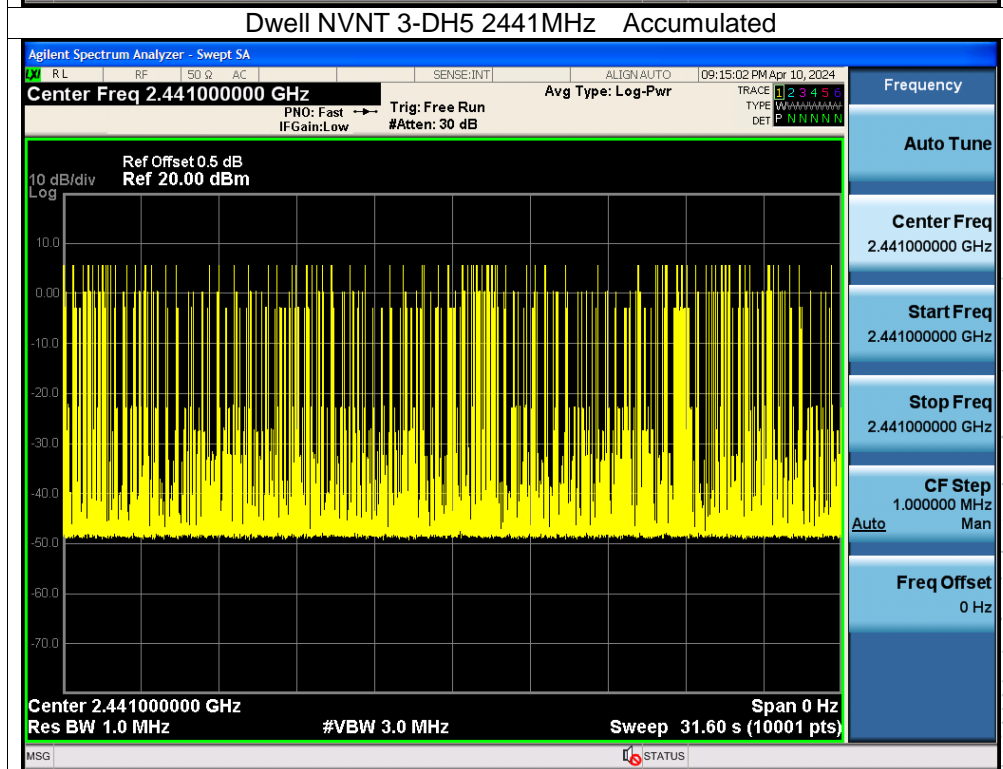 Dwell NVNT 3-DH5 2441MHz Accumulated
Agilent Spectrum Analyzer - Swept SA
LXI RL RF 50 Ω AC SENSE:INT ALIGN AUTO 09:15:02 PM Apr 10, 2024
Center Freq 2.441000000 GHz
PNO: Fast
IFGain:Low
Trig: Free Run
#Atten: 30 dB
Avg Type: Log-Pwr
TRACE 1 2 3 4 5 6
TYPE
DET P N N N N N
Frequency
Auto Tune
Center Freq
2.441000000 GHz
Start Freq
2.441000000 GHz
Stop Freq
2.441000000 GHz
CF Step
1.000000 MHz
Auto Man
Freq Offset
0 Hz
Ref Offset 0.5 dB
10 dB/div Ref 20.00 dBm
Log
10.0
0.00
-10.0
-20.0
-30.0
-40.0
-50.0
-60.0
-70.0
Center 2.441000000 GHz Span 0 Hz
Res BW 1.0 MHz #VBW 3.0 MHz Sweep 31.60 s (10001 pts)
MSG STATUS